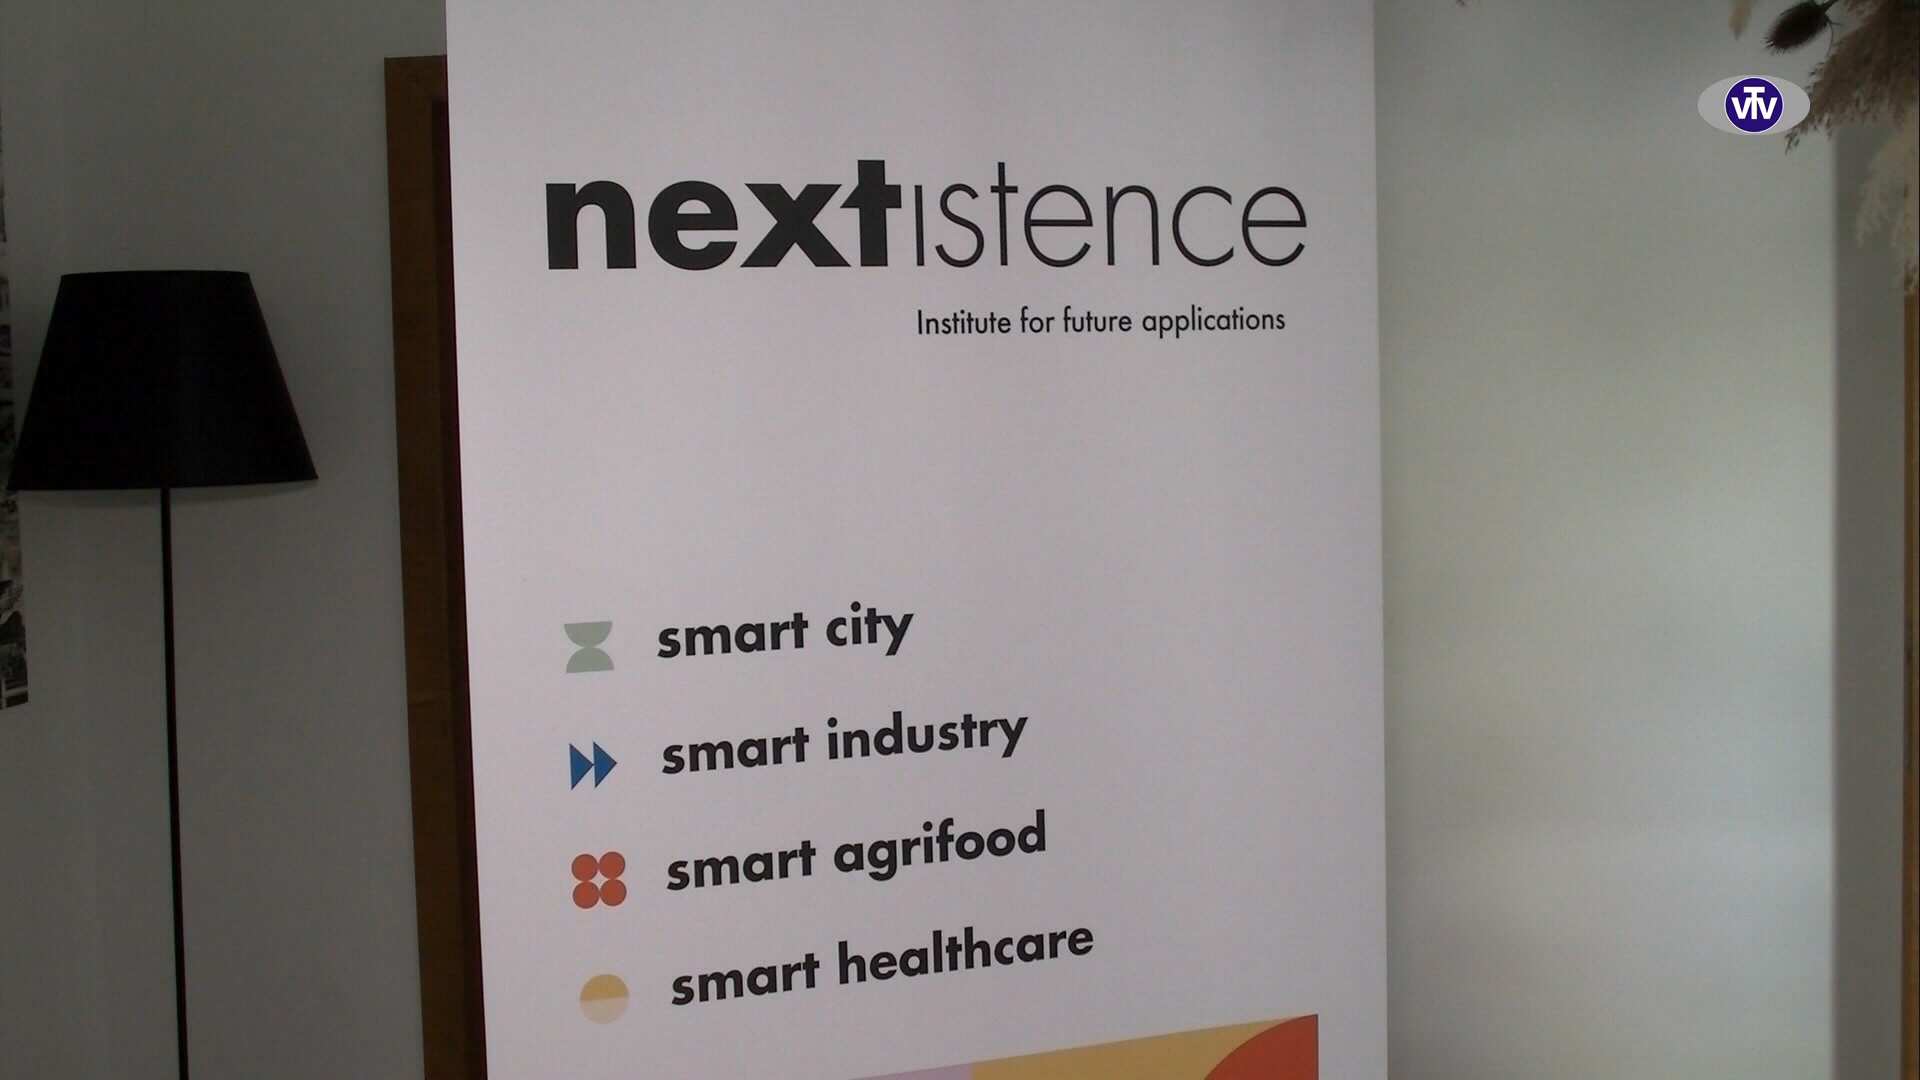 VTV
nextistence
Institute for future applications
smart city
smart industry
smart agrifood
smart healthcare